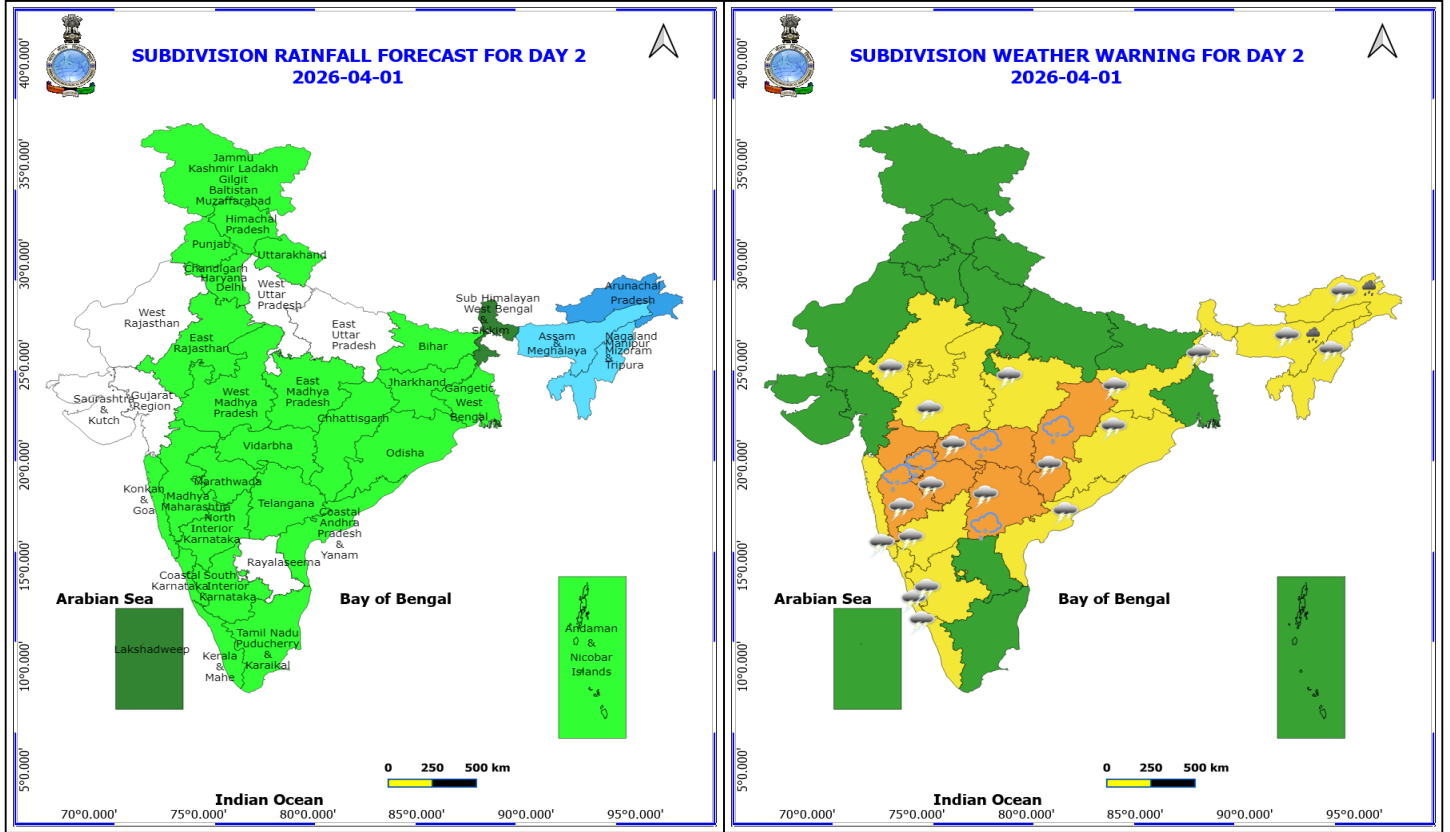 SUBDIVISION RAINFALL FORECAST FOR DAY 2
2026-04-01
40°0.000'
35°0.000'
30°0.000'
25°0.000'
20°0.000'
15°0.000'
10°0.000'
5°0.000'
Jammu
Kashmir Ladakh
Gilgit
Baltistan
Muzaffarabad
Himachal
Pradesh
Punjab
Uttarakhand
Chandigarh
Haryana
Delhi
West
Uttar
Pradesh
West
Rajasthan
East
Uttar
Pradesh
East
Rajasthan
Sub Himalayan
West Bengal
&
Sikkim
Arunachal
Pradesh
Assam
&
Meghalaya
Nagaland
Manipur
Mizoram
&
Tripura
Bihar
Jharkhand
Gangetic
West
Bengal
Saurashtra
&
Kutch
Gujarat
Region
West
Madhya
Pradesh
East
Madhya
Pradesh
Chhattisgarh
Vidarbha
Odisha
Konkan
&
Goa
Marathwada
Madhya
Maharashtra
Telangana
North
Interior
Karnataka
Coastal
Andhra
Pradesh
&
Yanam
Rayalaseema
Coastal
Karnataka
South
Interior
Karnataka
Arabian Sea
Bay of Bengal
Lakshadweep
Tamil Nadu
Puducherry
&
Karaikal
Kerala
&
Mahe
Andaman
&
Nicobar
Islands
0 250 500 km
Indian Ocean
70°0.000' 75°0.000' 80°0.000' 85°0.000' 90°0.000' 95°0.000'
SUBDIVISION WEATHER WARNING FOR DAY 2
2026-04-01
40°0.000'
35°0.000'
30°0.000'
25°0.000'
20°0.000'
15°0.000'
10°0.000'
5°0.000'
Arabian Sea
Bay of Bengal
0 250 500 km
Indian Ocean
70°0.000' 75°0.000' 80°0.000' 85°0.000' 90°0.000' 95°0.000'